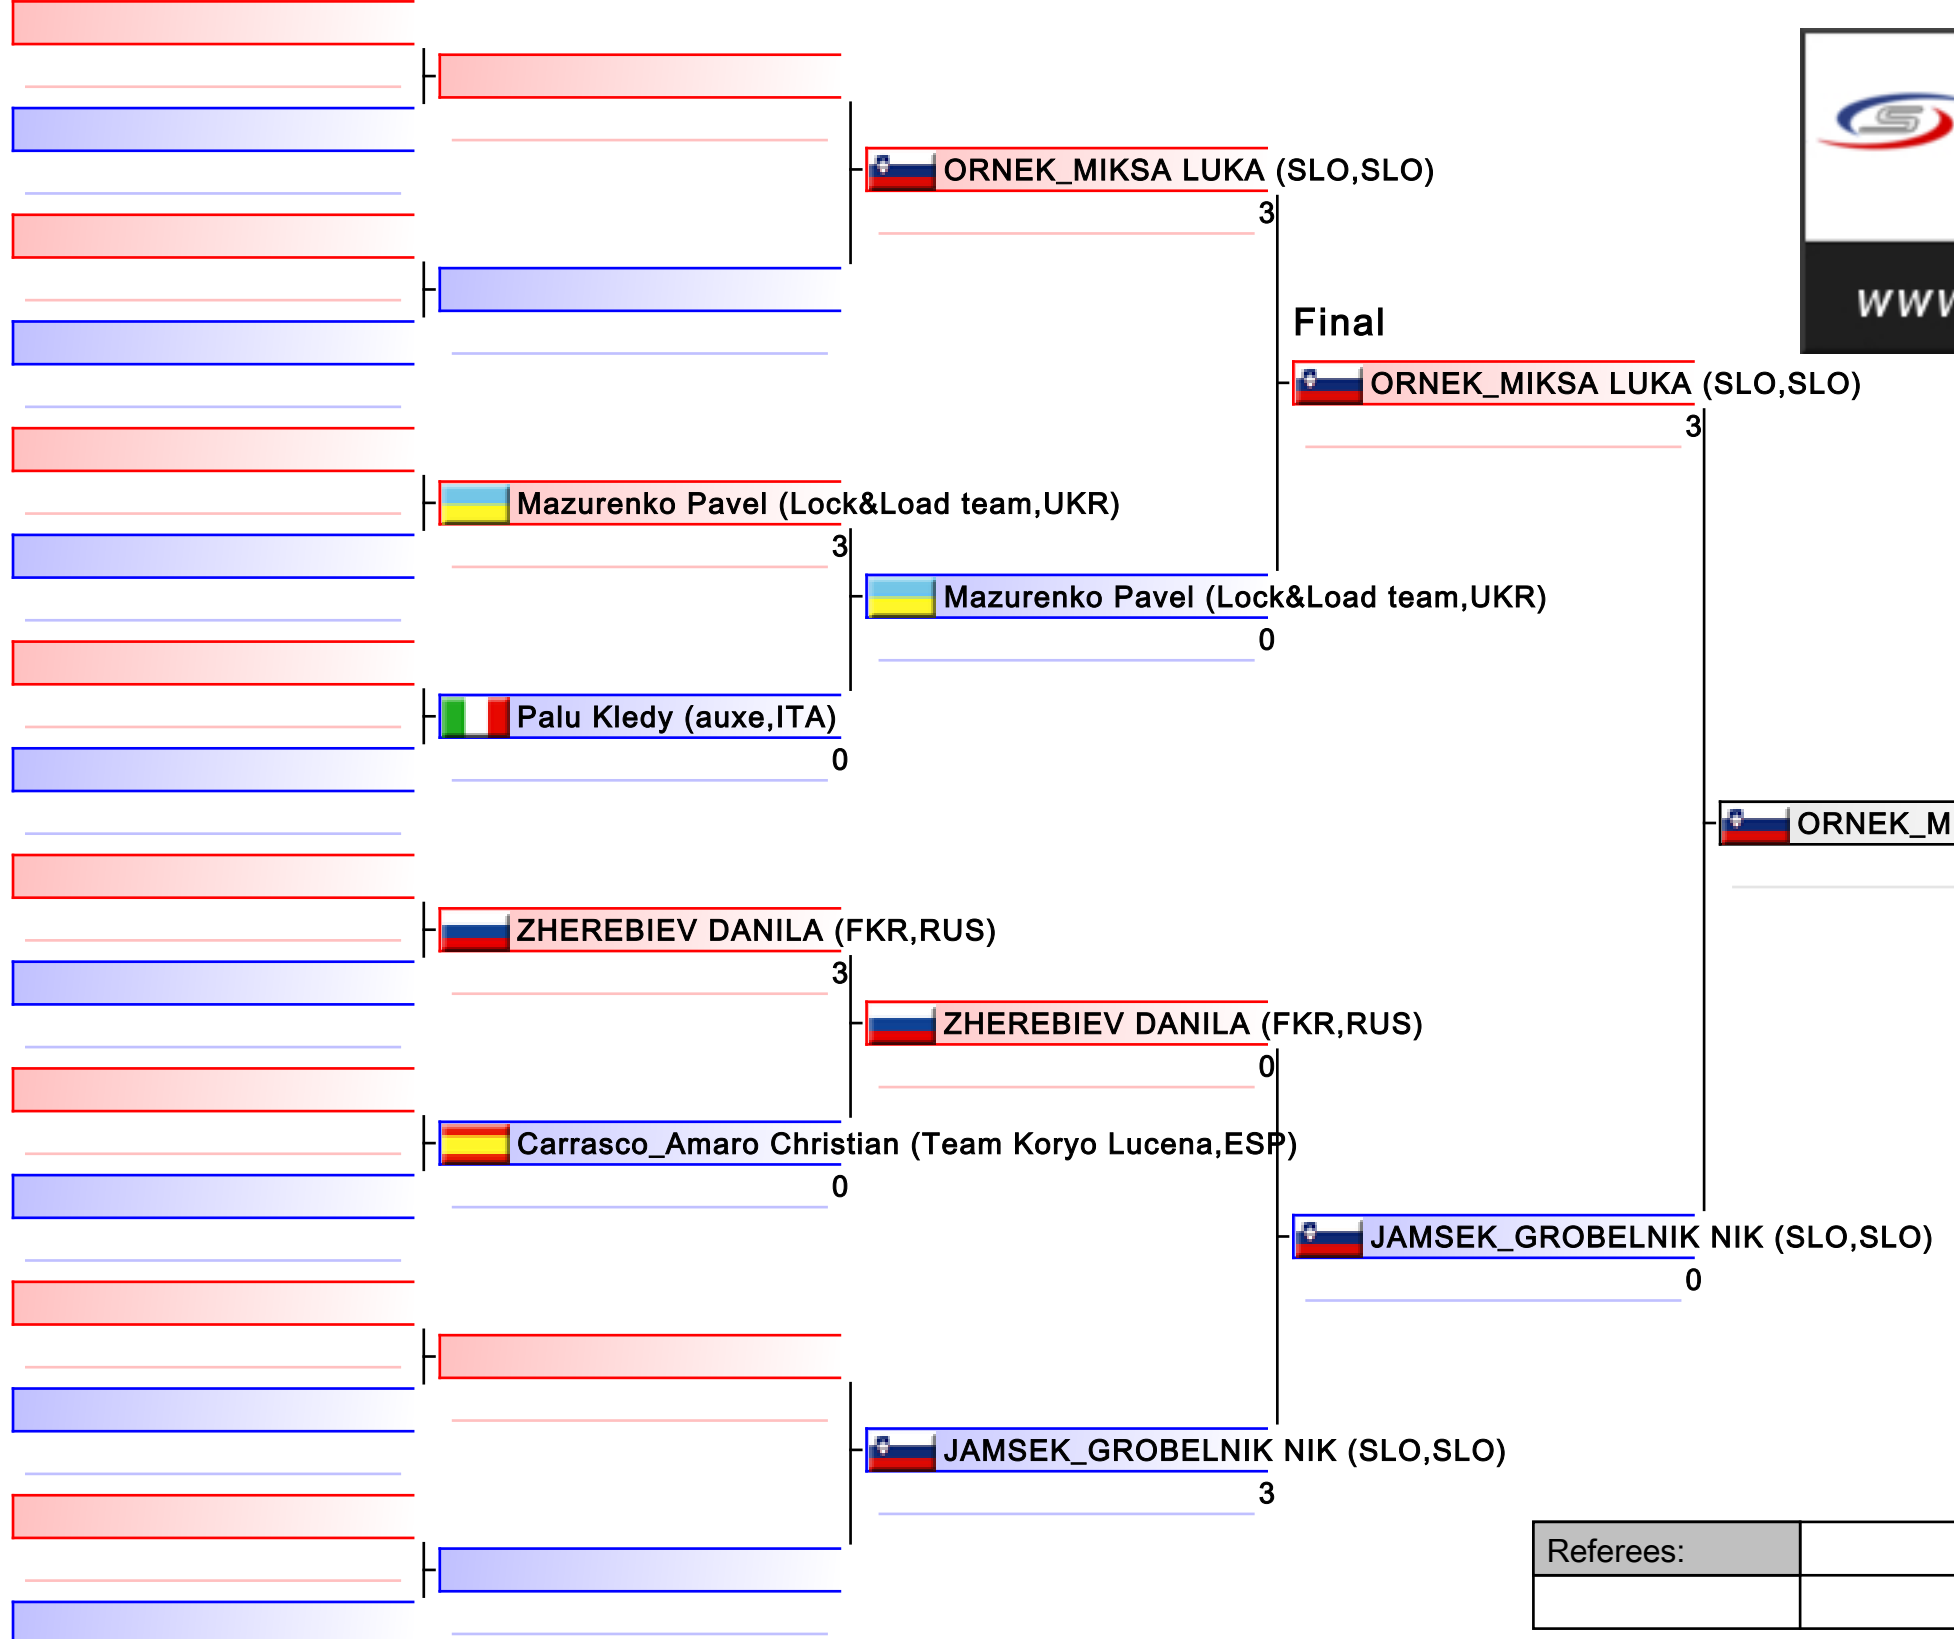 ORNEK_MIKSA LUKA (SLO,SLO)
3
Final
ORNEK_MIKSA LUKA (SLO,SLO)
3
Mazurenko Pavel (Lock&Load team,UKR)
3
Mazurenko Pavel (Lock&Load team,UKR)
0
Palu Kledy (auxe,ITA)
0
ORNEK_M
ZHEREBIEV DANILA (FKR,RUS)
3
ZHEREBIEV DANILA (FKR,RUS)
0
Carrasco_Amaro Christian (Team Koryo Lucena,ESP)
0
JAMSEK_GROBELNIK NIK (SLO,SLO)
0
JAMSEK_GROBELNIK NIK (SLO,SLO)
3
Referees:
S
www